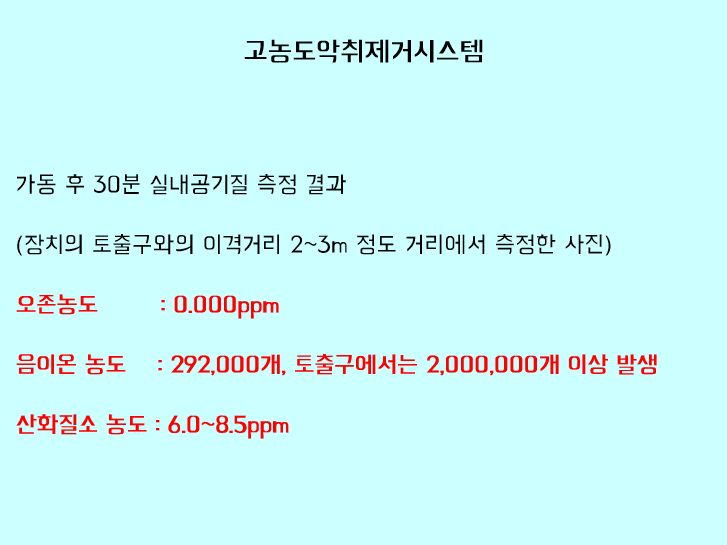 고농도악취제거시스템
가동 후 30분 실내공기질 측정 결과
(장치의 토출구와의 이격거리 2~3m 정도 거리에서 측정한 사진)
오존농도 : 0.000ppm
음이온 농도 : 292,000개, 토출구에서는 2,000,000개 이상 발생
산화질소 농도 : 6.0~8.5ppm